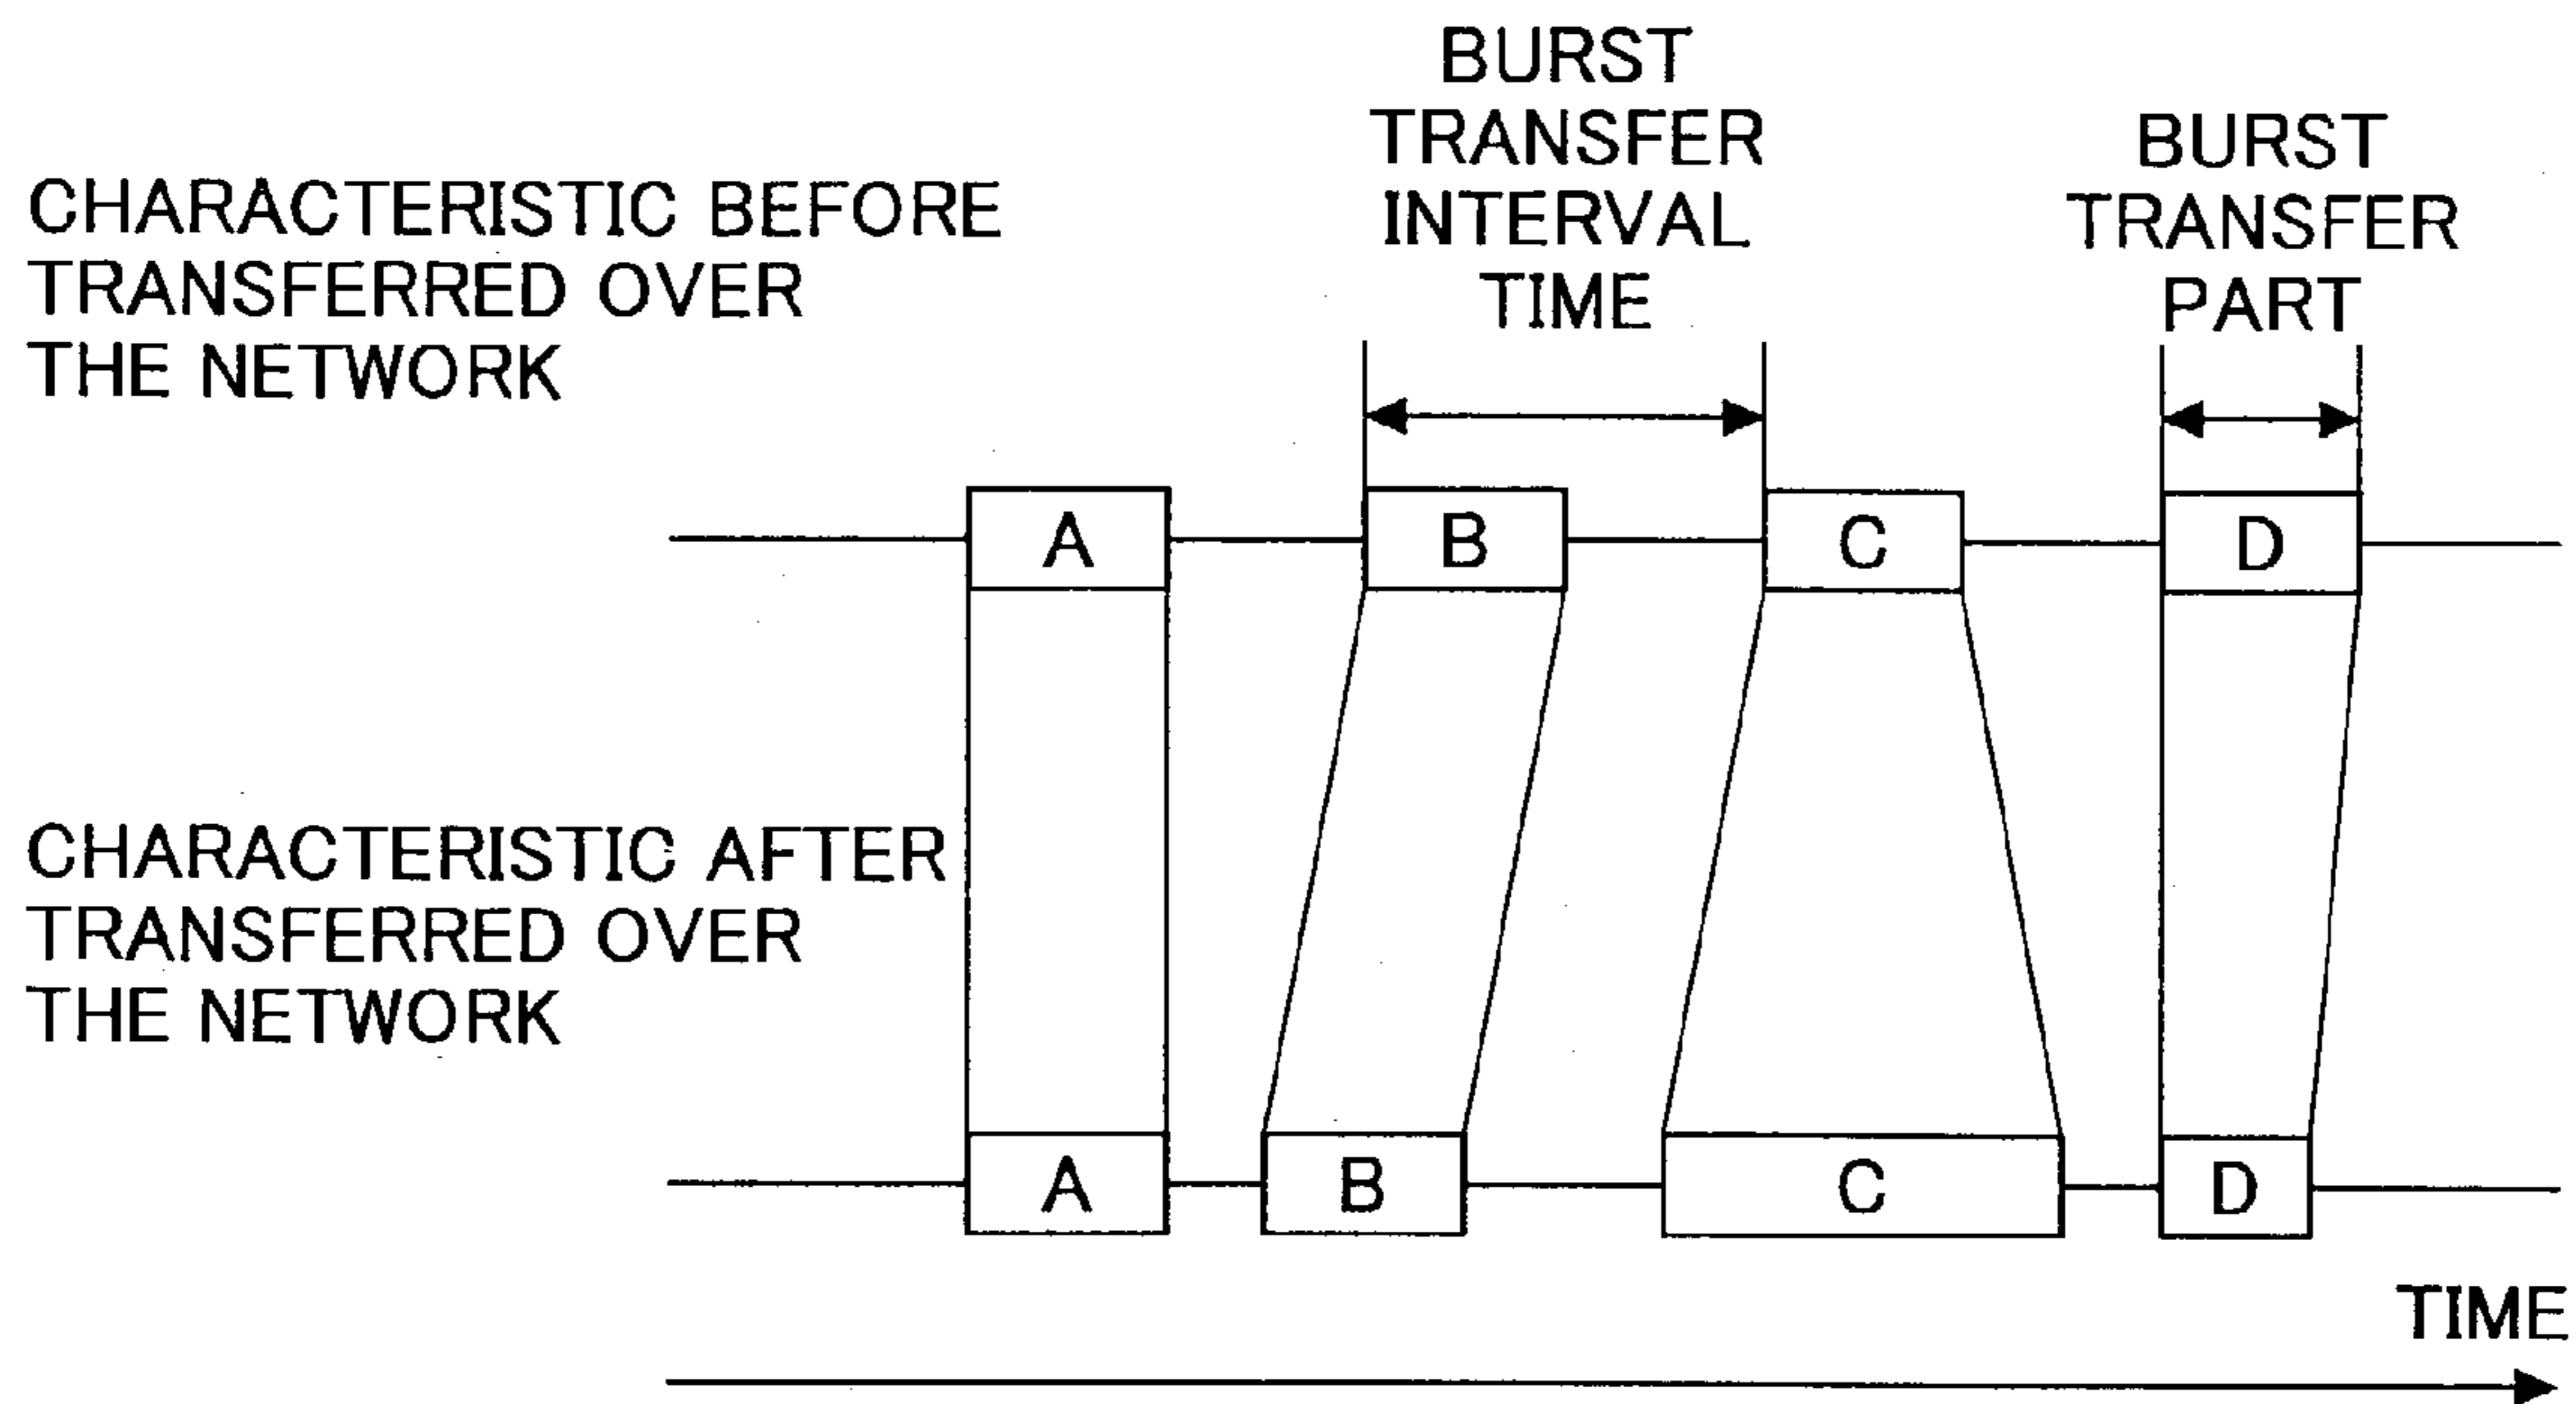 BURST
TRANSFER
INTERVAL
TIME
BURST
TRANSFER
PART
CHARACTERISTIC BEFORE
TRANSFERRED OVER
THE NETWORK
A
B
C
D
CHARACTERISTIC AFTER
TRANSFERRED OVER
THE NETWORK
A
B
C
D
TIME